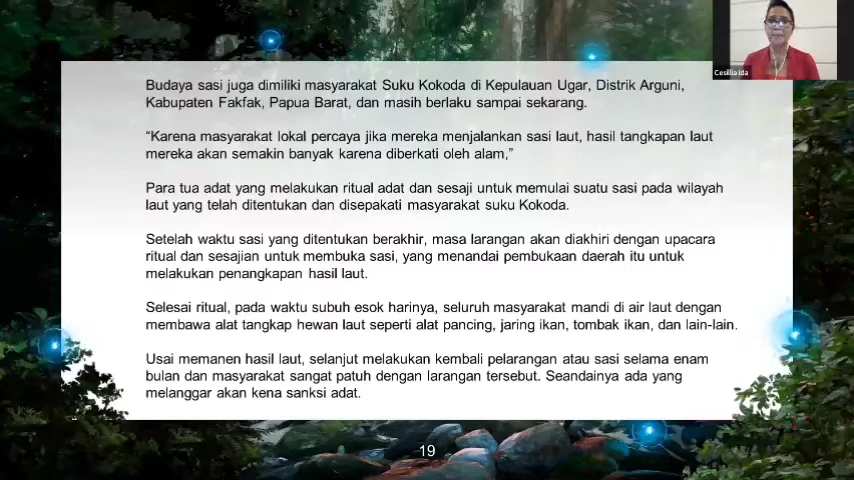 Cesillia Ida
Budaya sasi juga dimiliki masyarakat Suku Kokoda di Kepulauan Ugar, Distrik Arguni,
Kabupaten Fakfak, Papua Barat, dan masih berlaku sampai sekarang.
“Karena masyarakat lokal percaya jika mereka menjalankan sasi laut, hasil tangkapan laut
mereka akan semakin banyak karena diberkati oleh alam,”
Para tua adat yang melakukan ritual adat dan sesaji untuk memulai suatu sasi pada wilayah
laut yang telah ditentukan dan disepakati masyarakat suku Kokoda.
Setelah waktu sasi yang ditentukan berakhir, masa larangan akan diakhiri dengan upacara
ritual dan sesajian untuk membuka sasi, yang menandai pembukaan daerah itu untuk
melakukan penangkapan hasil laut.
Selesai ritual, pada waktu subuh esok harinya, seluruh masyarakat mandi di air laut dengan
membawa alat tangkap hewan laut seperti alat pancing, jaring ikan, tombak ikan, dan lain-lain.
Usai memanen hasil laut, selanjut melakukan kembali pelarangan atau sasi selama enam
bulan dan masyarakat sangat patuh dengan larangan tersebut. Seandainya ada yang
melanggar akan kena sanksi adat.
19